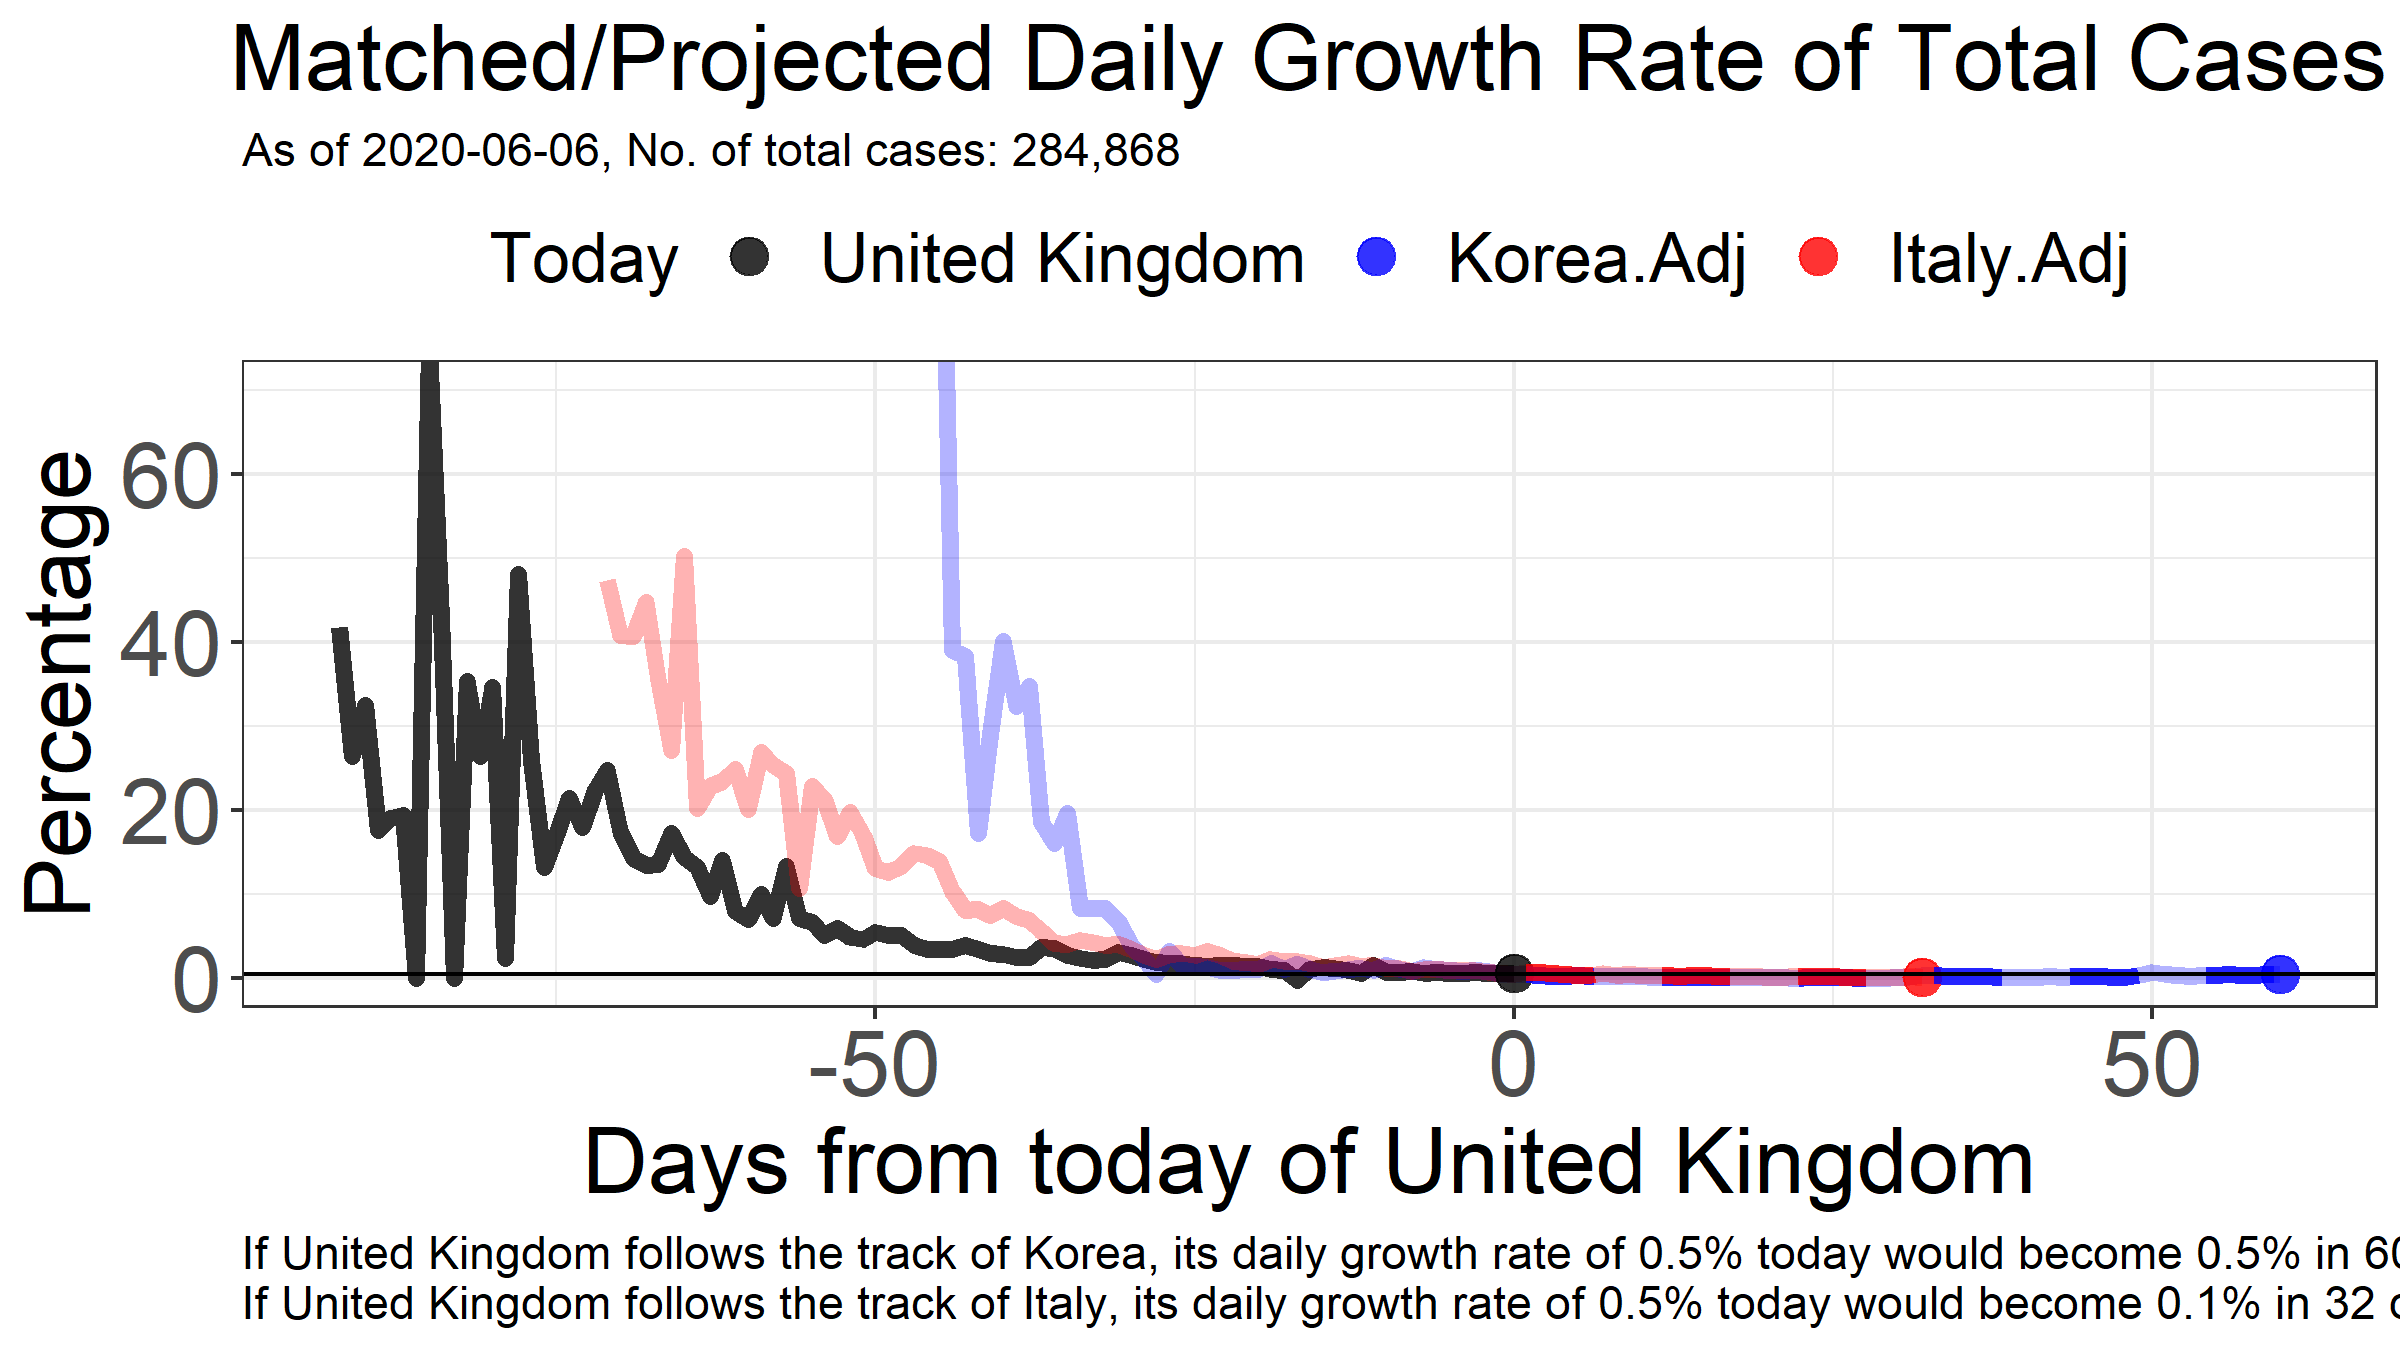 Matched/Projected Daily Growth Rate of Total Cases
As of 2020-06-06, No. of total cases: 284,868
Today United Kingdom Korea.Adj Italy.Adj
Percentage
60
40
20
0
-50 0 50
Days from today of United Kingdom
If United Kingdom follows the track of Korea, its daily growth rate of 0.5% today would become 0.5% in 60
If United Kingdom follows the track of Italy, its daily growth rate of 0.5% today would become 0.1% in 32